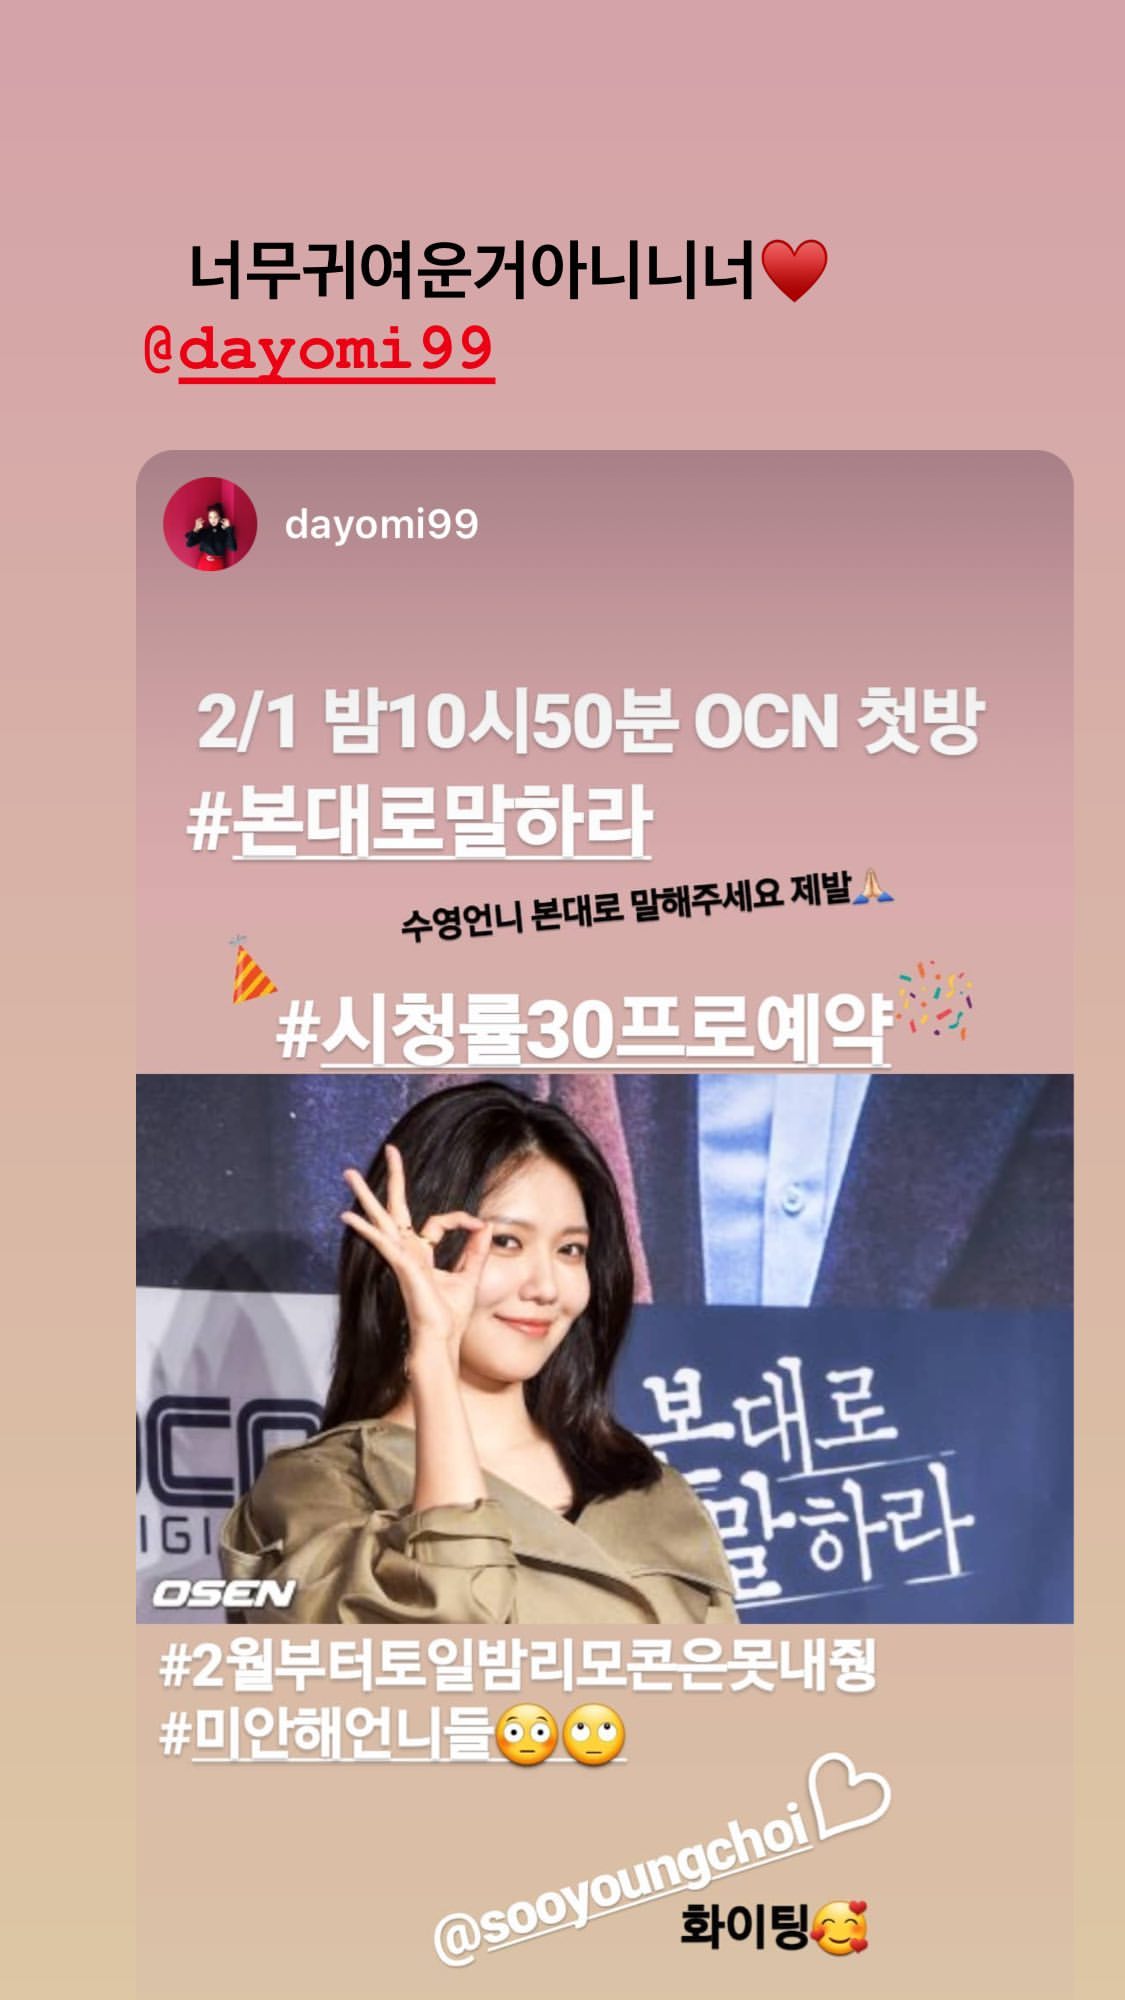 너무귀여운거아니니너♥️
@dayomi99
dayomi99
2/1 밤10시50분 OCN 첫방
#본대로말하라
수영언니 본대로 말해주세요 제발🙏🏻
#시청률30프로예약
본대로
말하라
OSEN
#2월부터토일밤리모콘은못내줭
#미안해언니들😳🙄
@sooyoungchoi♡
화이팅🥰